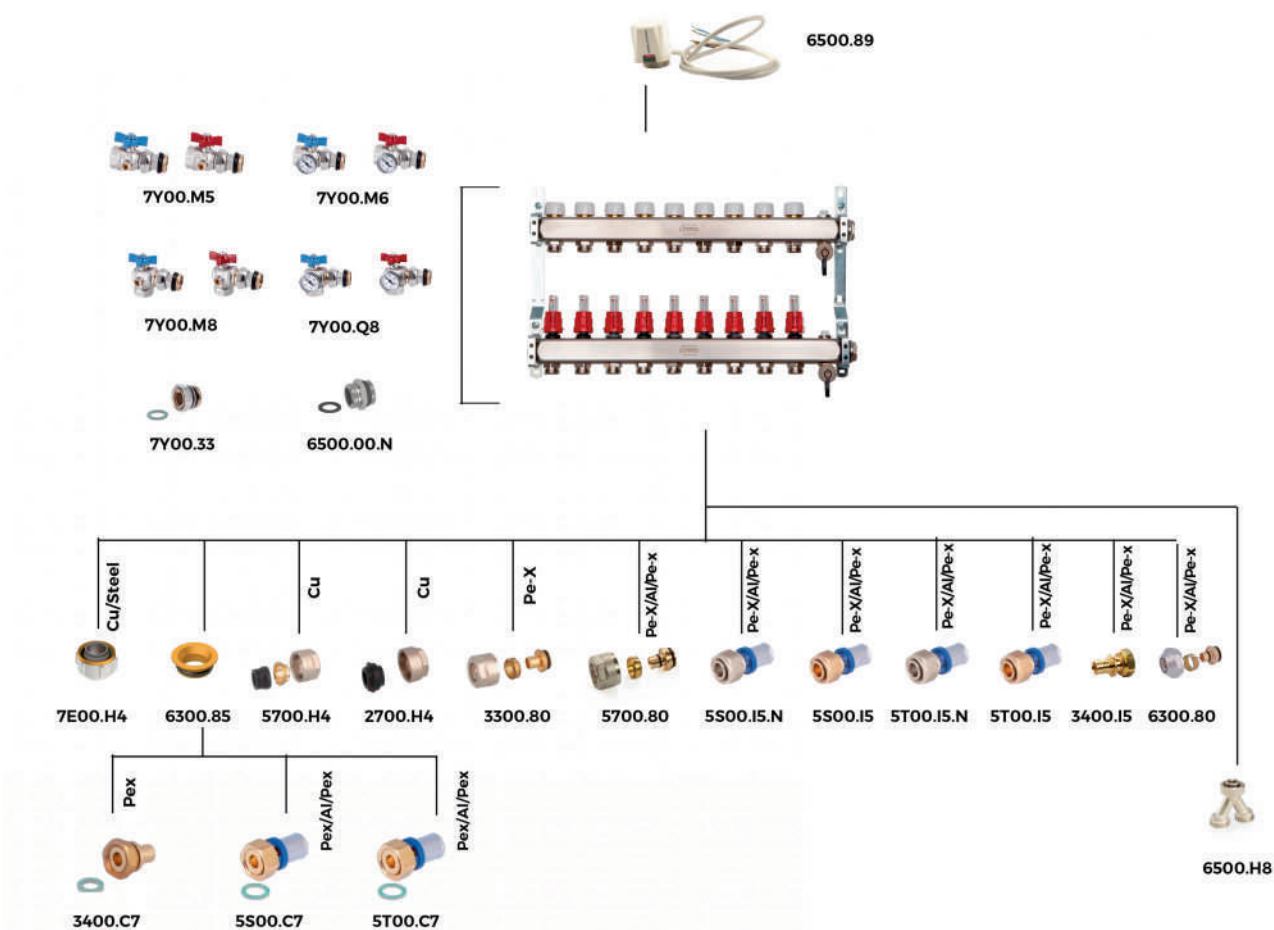 6500.89
7Y00.M5
7Y00.M6
7Y00.M8
7Y00.Q8
7Y00.33
6500.00.N
Cu/Steel
Cu
Cu
Pe-X
Pe-X/Al/Pe-x
Pe-X/Al/Pe-x
Pe-X/Al/Pe-x
Pe-X/Al/Pe-x
Pe-X/Al/Pe-x
Pe-X/Al/Pe-x
Pe-X/Al/Pe-x
7E00.H4
6300.85
5700.H4
2700.H4
3300.80
5700.80
5S00.I5.N
5S00.I5
5T00.I5.N
5T00.I5
3400.I5
6300.80
Pex
Pex/Al/Pex
Pex/Al/Pex
6500.H8
3400.C7
5S00.C7
5T00.C7